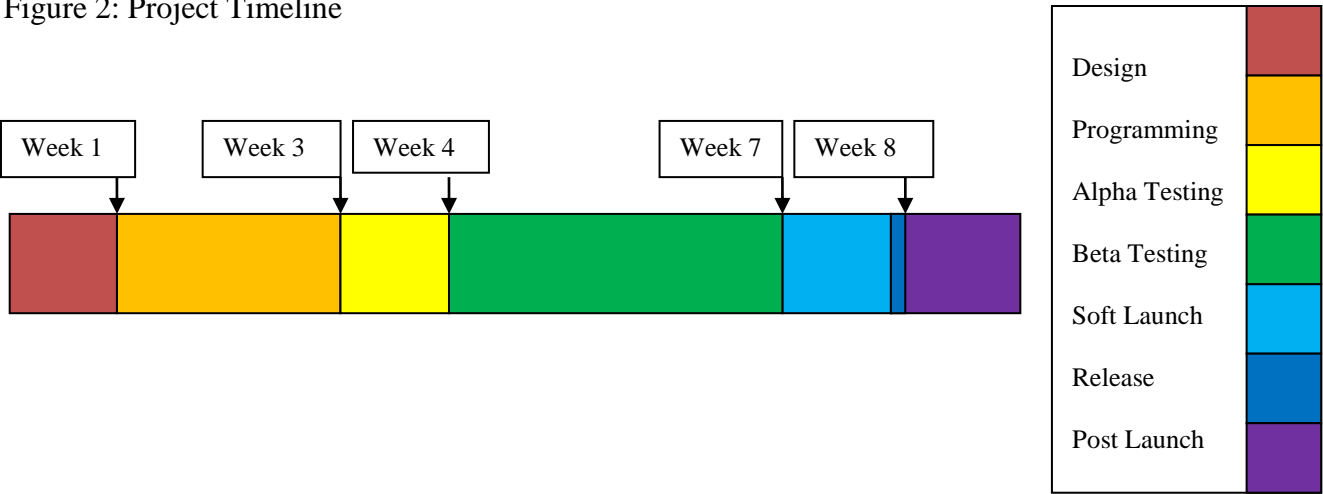 Figure 2: Project Timeline
Week 1
Week 3
Week 4
Week 7
Week 8
Design
Programming
Alpha Testing
Beta Testing
Soft Launch
Release
Post Launch